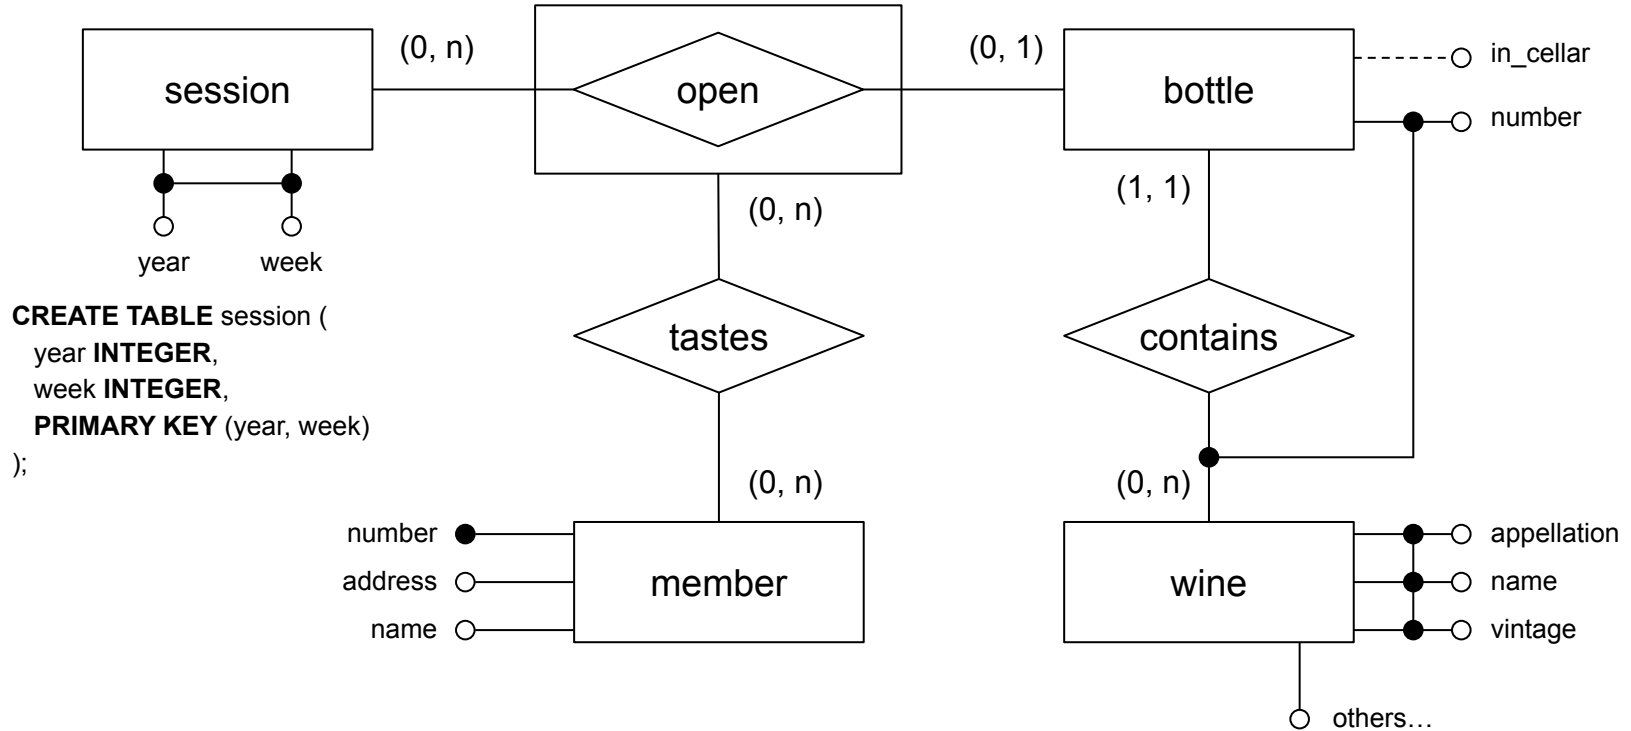 session
(0, n)
open
(0, 1)
bottle
in_cellar
number
year
week
(0, n)
(1, 1)
CREATE TABLE session (
year INTEGER,
week INTEGER,
PRIMARY KEY (year, week)
);
tastes
contains
(0, n)
(0, n)
number
address
name
member
wine
appellation
name
vintage
others…